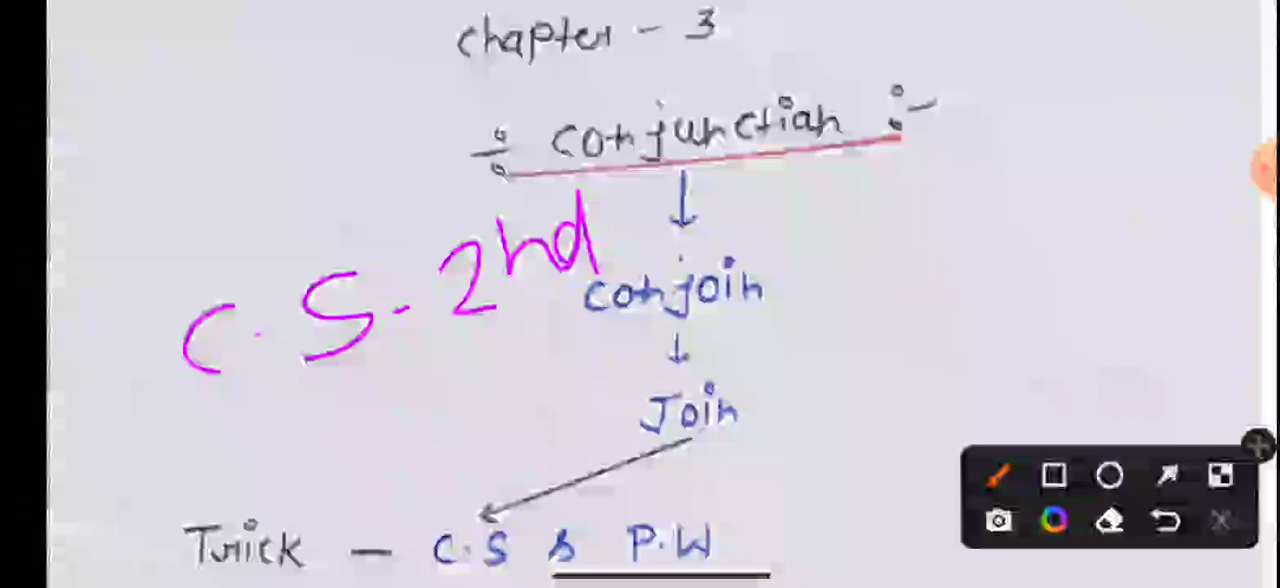 Chapter - 3
÷ Conjunction :-
C.S. 2nd
Conjoin
Join
Trick - C.S & P.W